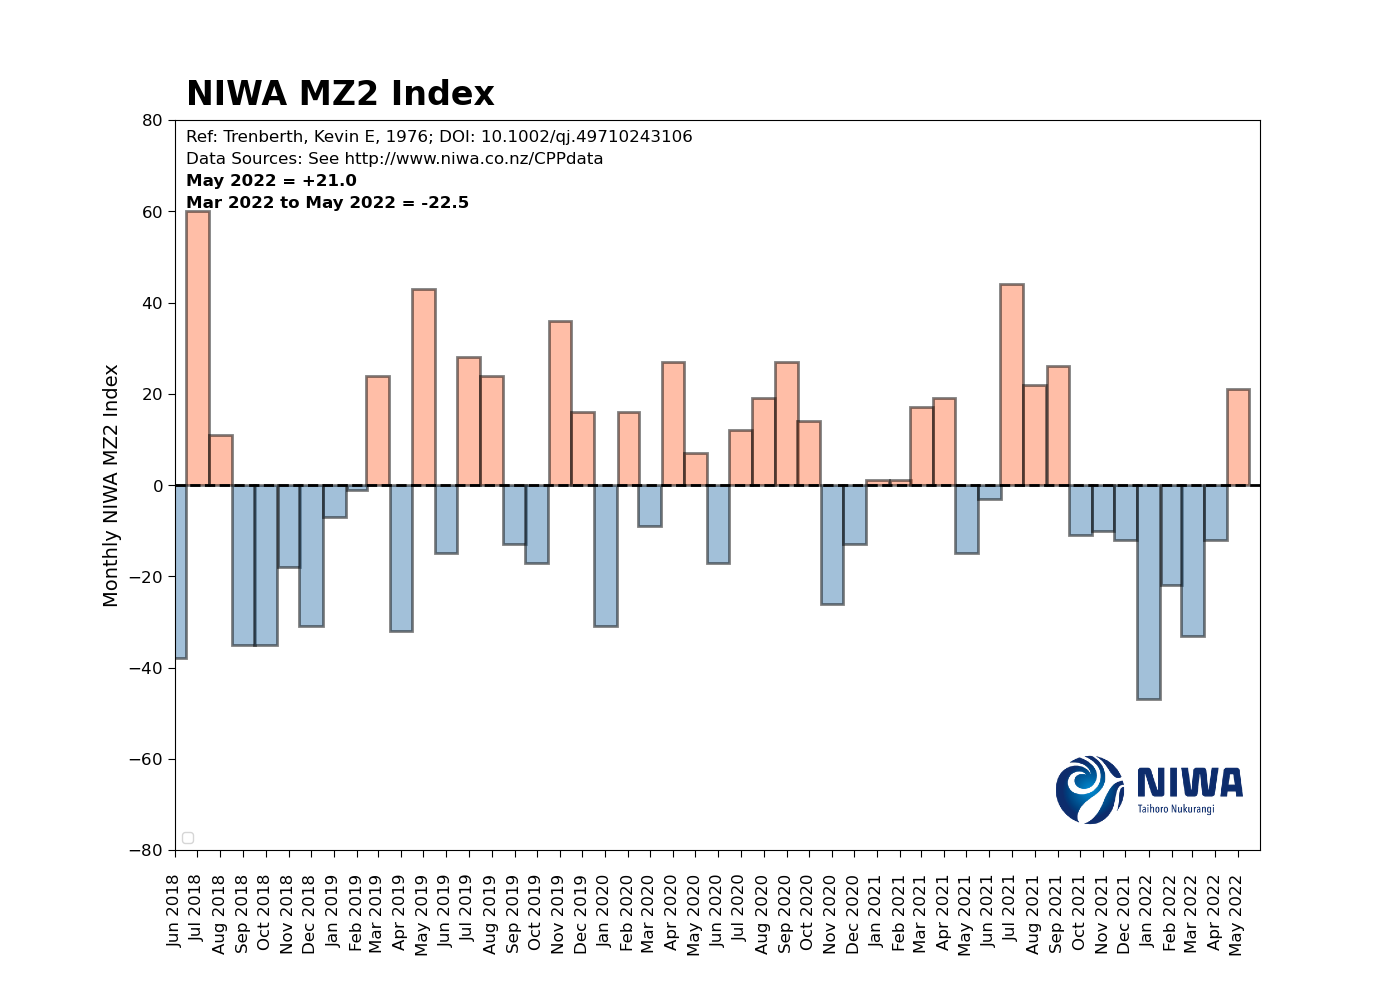 NIWA MZ2 Index
Ref: Trenberth, Kevin E, 1976; DOI: 10.1002/qj.49710243106
Data Sources: See http://www.niwa.co.nz/CPPdata
May 2022 = +21.0
Mar 2022 to May 2022 = -22.5
Monthly NIWA MZ2 Index
80
60
40
20
0
−20
−40
−60
−80
NIWA
Taihoro Nukurangi
Jun 2018
Jul 2018
Aug 2018
Sep 2018
Oct 2018
Nov 2018
Dec 2018
Jan 2019
Feb 2019
Mar 2019
Apr 2019
May 2019
Jun 2019
Jul 2019
Aug 2019
Sep 2019
Oct 2019
Nov 2019
Dec 2019
Jan 2020
Feb 2020
Mar 2020
Apr 2020
May 2020
Jun 2020
Jul 2020
Aug 2020
Sep 2020
Oct 2020
Nov 2020
Dec 2020
Jan 2021
Feb 2021
Mar 2021
Apr 2021
May 2021
Jun 2021
Jul 2021
Aug 2021
Sep 2021
Oct 2021
Nov 2021
Dec 2021
Jan 2022
Feb 2022
Mar 2022
Apr 2022
May 2022